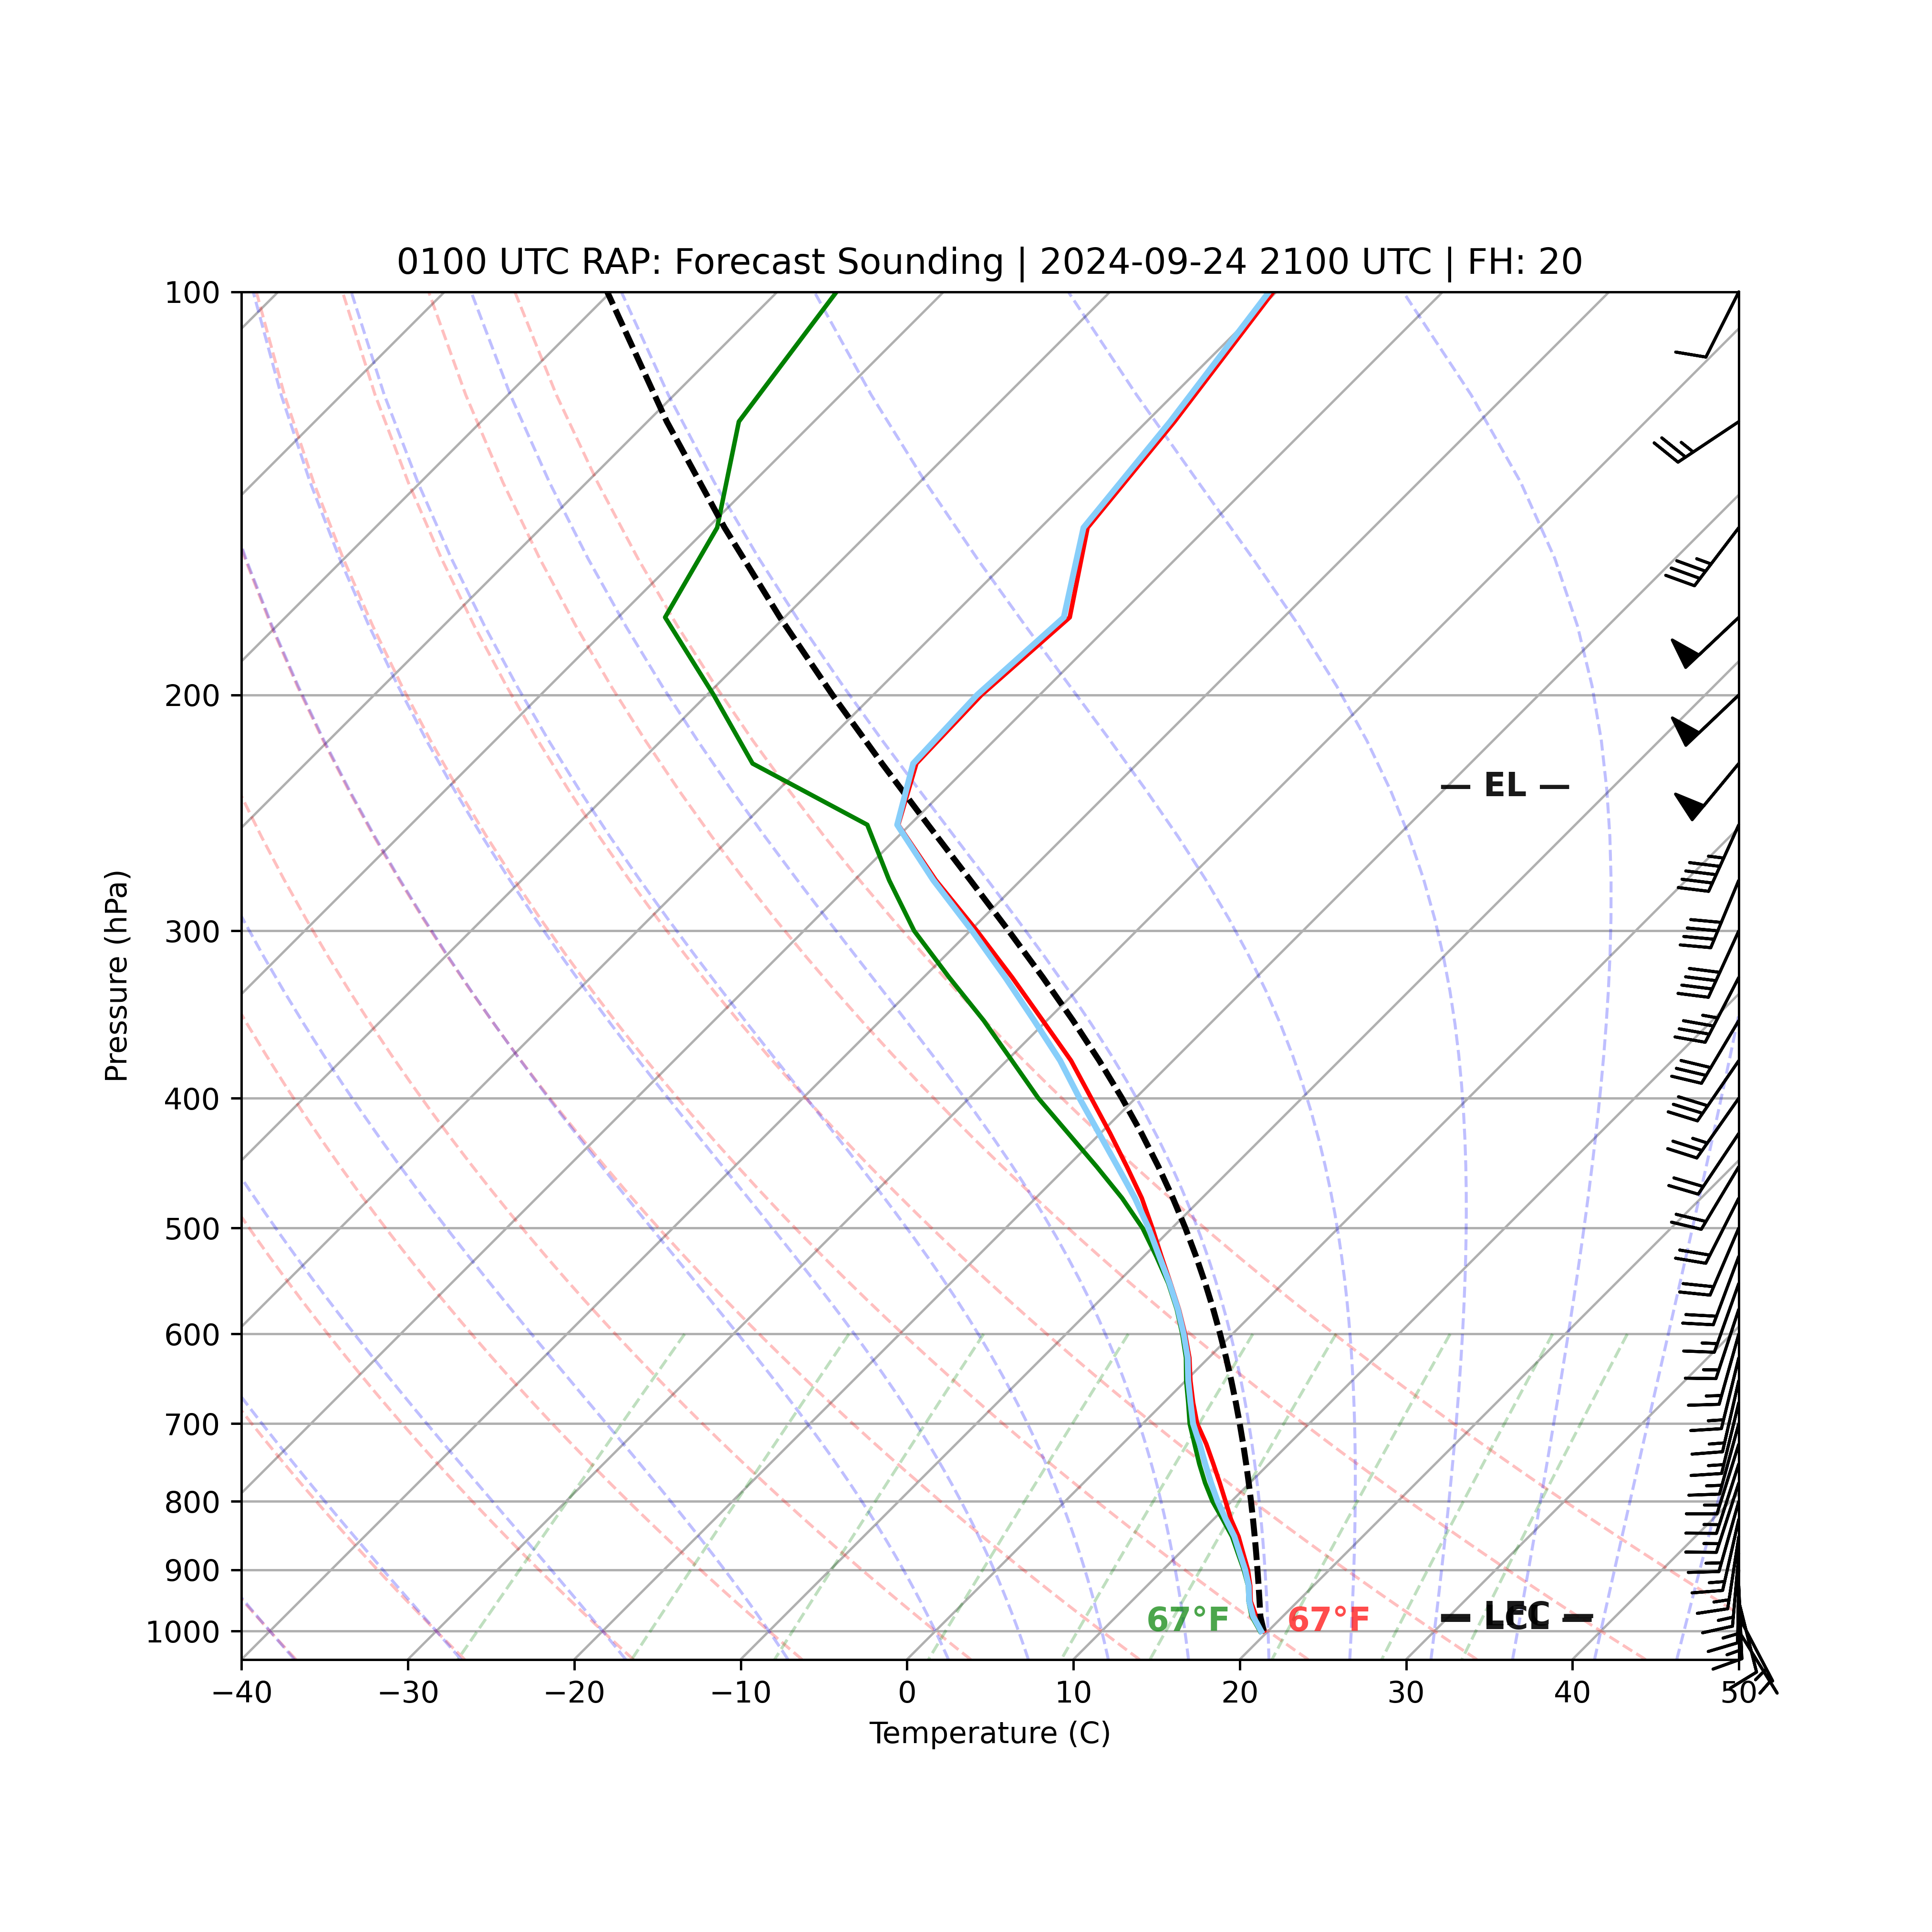 0100 UTC RAP: Forecast Sounding | 2024-09-24 2100 UTC | FH: 20
100
200
EL
300
Pressure (hPa)
400
500
600
700
800
900
67°F 67°F
1000
−40 −30 −20 −10 0 10 20 30 40 50
Temperature (C)